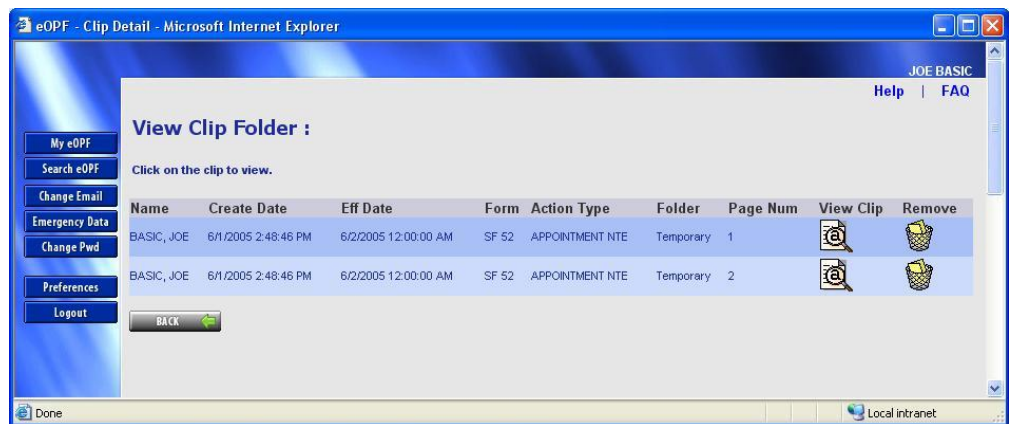 eOPF - Clip Detail - Microsoft Internet Explorer
JOE BASIC
Help | FAQ
My eOPF
Search eOPF
Change Email
Emergency Data
Change Pwd
Preferences
Logout
View Clip Folder :
Click on the clip to view.
Name Create Date Eff Date Form Action Type Folder Page Num View Clip Remove
BASIC, JOE 6/1/2005 2:48:46 PM 6/2/2005 12:00:00 AM SF 52 APPOINTMENT NTE Temporary 1
BASIC, JOE 6/1/2005 2:48:46 PM 6/2/2005 12:00:00 AM SF 52 APPOINTMENT NTE Temporary 2
BACK
Done
Local intranet